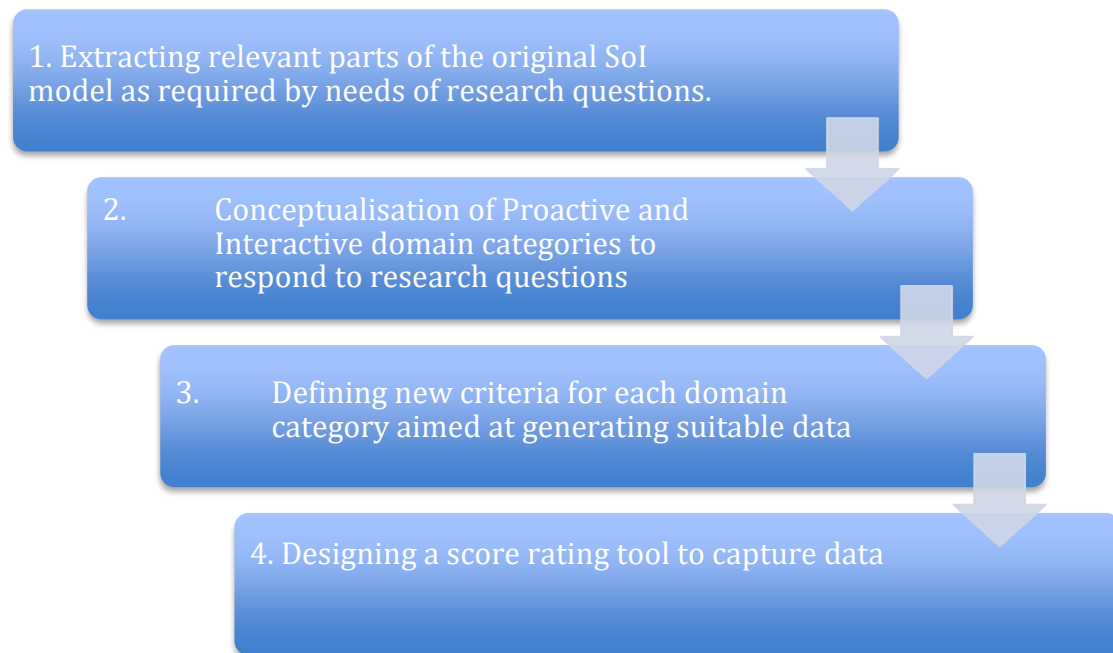 1. Extracting relevant parts of the original SoI
model as required by needs of research questions.
2. Conceptualisation of Proactive and
Interactive domain categories to
respond to research questions
3. Defining new criteria for each domain
category aimed at generating suitable data
4. Designing a score rating tool to capture data